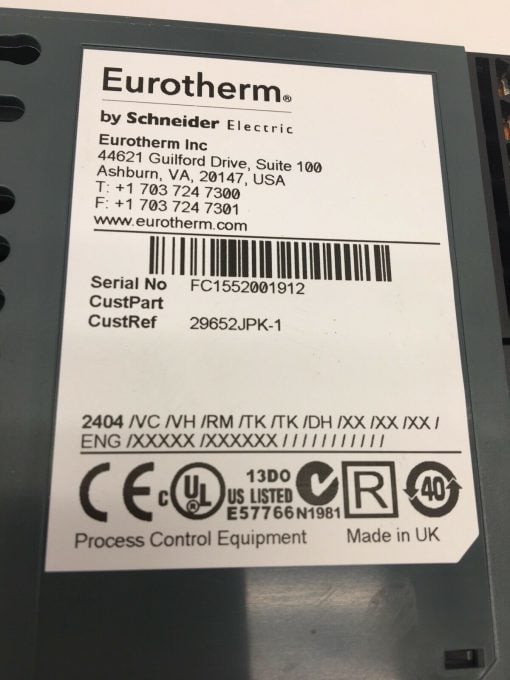 Eurotherm®
by Schneider Electric
Eurotherm Inc
44621 Guilford Drive, Suite 100
Ashburn, VA, 20147, USA
T: +1 703 724 7300
F: +1 703 724 7301
www.eurotherm.com
Serial No FC1552001912
CustPart
CustRef 29652JPK-1
2404 /VC /VH /RM /TK /TK /DH /XX /XX /XX /
ENG /XXXXX /XXXXXX / / / / / / / / / / /
CE c UL ® US LISTED 13DO E57766 N1981 R 40
Process Control Equipment Made in UK